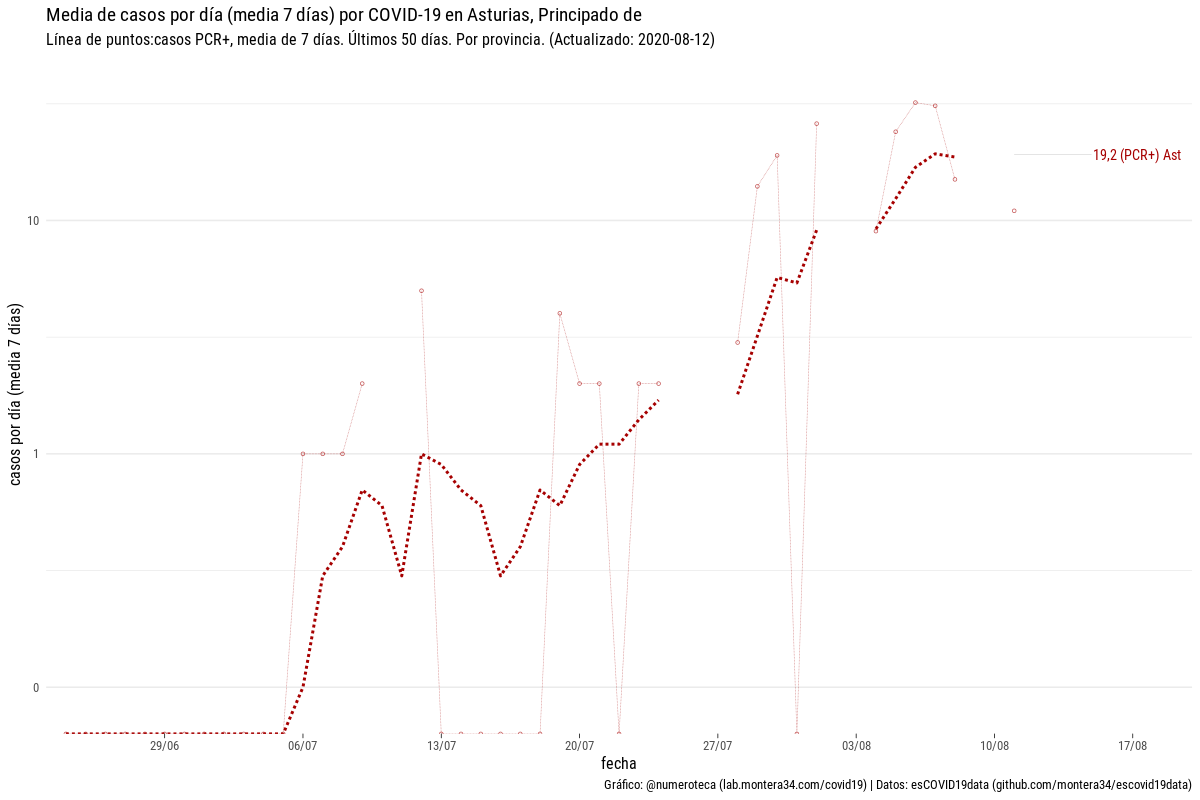 Media de casos por día (media 7 días) por COVID-19 en Asturias, Principado de
Línea de puntos:casos PCR+, media de 7 días. Últimos 50 días. Por provincia. (Actualizado: 2020-08-12)
casos por día (media 7 días)
10
1
0
19,2 (PCR+) Ast
29/06
06/07
13/07
20/07
27/07
03/08
10/08
17/08
fecha
Gráfico: @numeroteca (lab.montera34.com/covid19) | Datos: esCOVID19data (github.com/montera34/escovid19data)